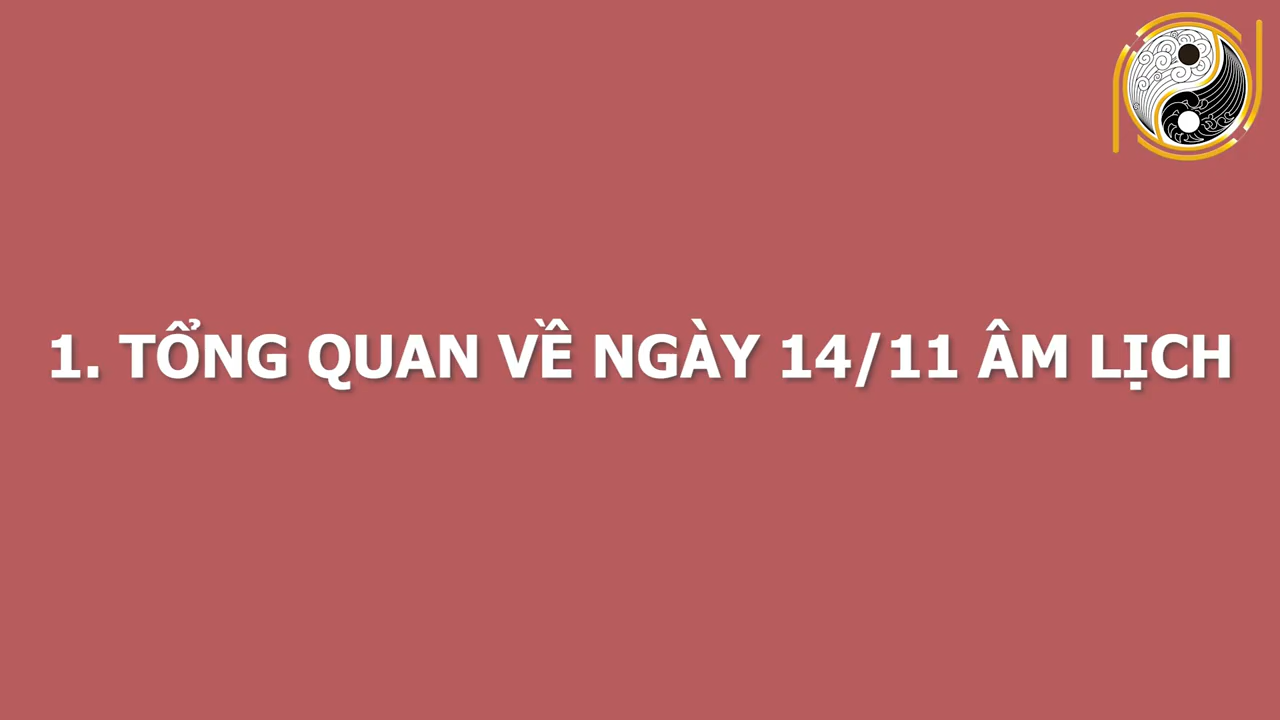 1. TỔNG QUAN VỀ NGÀY 14/11 ÂM LỊCH